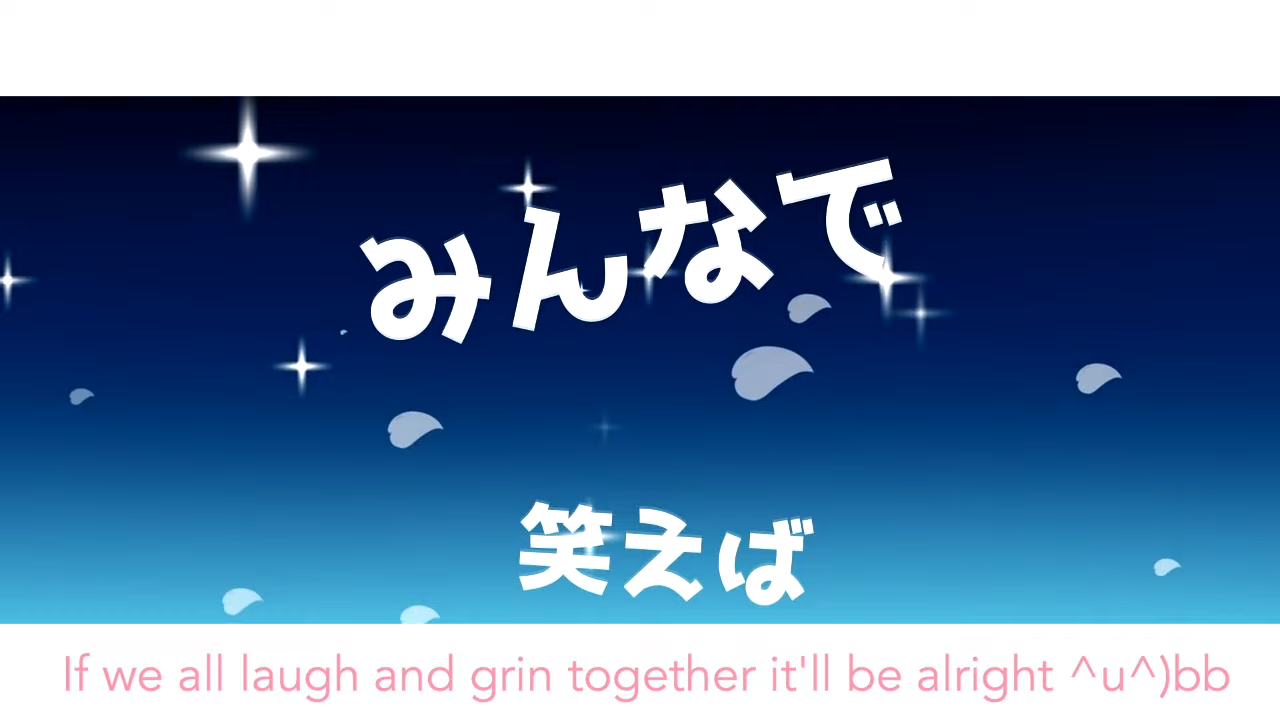 みんなで
笑えば
If we all laugh and grin together it'll be alright ^u^)bb